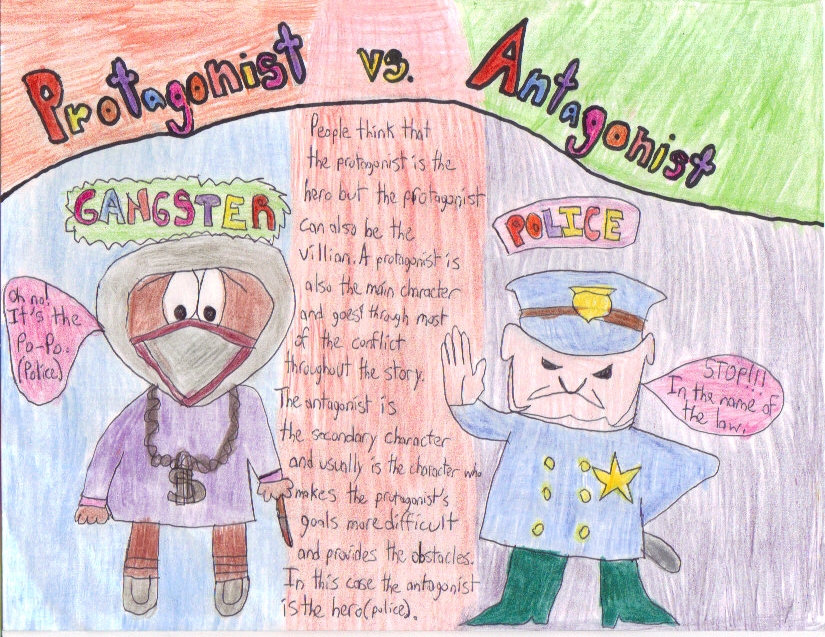 Protagonist vs. Antagonist
GANGSTER
Oh no!
It's the
Po-Po.
(Police)
People think that
the protagonist is the
hero but the protagonist
can also be the
villian. A protagonist is
also the main character
and goes through most
of the conflict
throughout the story.
The antagonist is
the secondary character
and usually is the character who
makes the protagonist's
goals more difficult
and provides the obstacles.
In this case the antagonist
is the hero (police).
$
POLICE
STOP!!!
In the name of
the law.